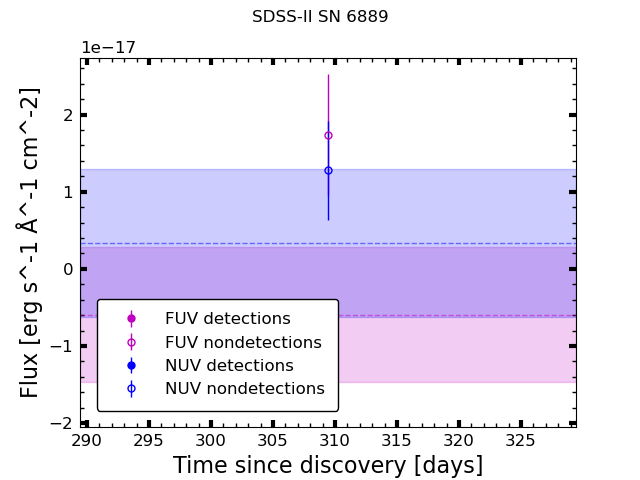 SDSS-II SN 6889
1e−17
2
1
0
−1
−2
Flux [erg s^-1 Å^-1 cm^-2]
FUV detections
FUV nondetections
NUV detections
NUV nondetections
290 295 300 305 310 315 320 325
Time since discovery [days]